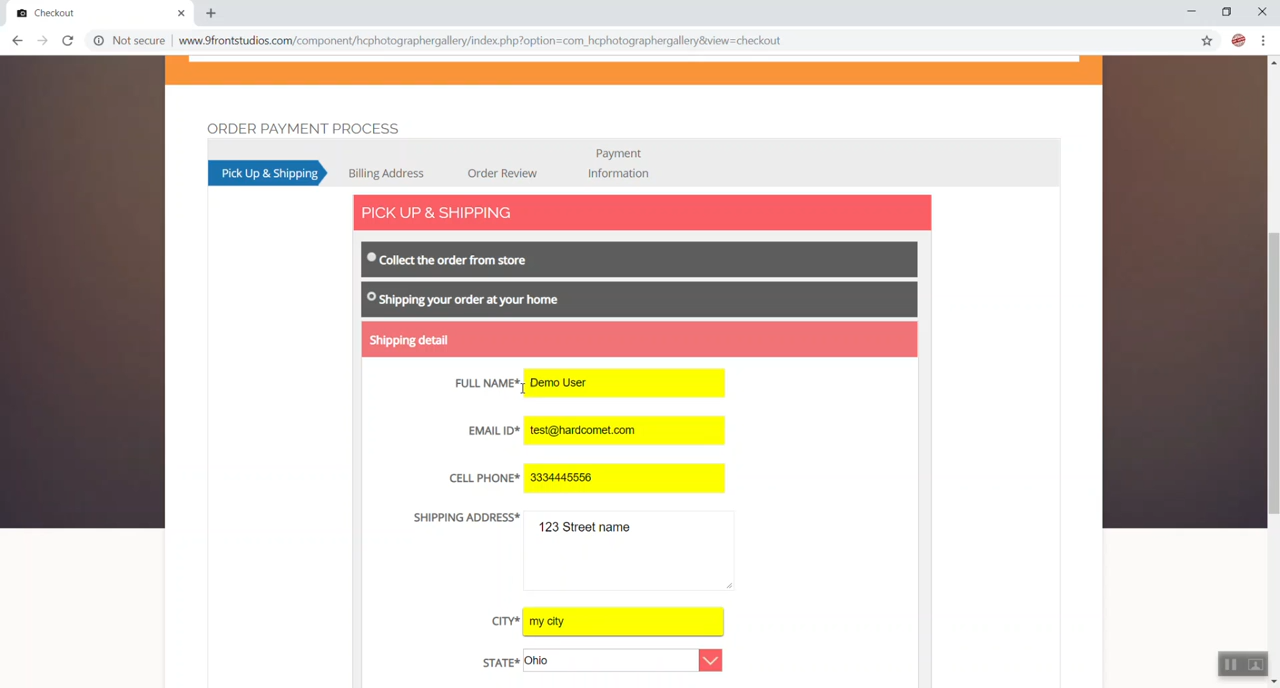 Checkout
Not secure
www.9frontstudios.com/component/hcphotographergallery/index.php?option=com_hcphotographergallery&view=checkout
ORDER PAYMENT PROCESS
Pick Up & Shipping
Billing Address
Order Review
Payment
Information
PICK UP & SHIPPING
Collect the order from store
Shipping your order at your home
Shipping detail
FULL NAME* Demo User
EMAIL ID* test@hardcomet.com
CELL PHONE* 3334445556
SHIPPING ADDRESS* 123 Street name
CITY* my city
STATE* Ohio